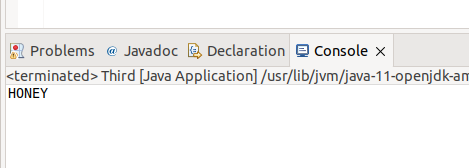 Problems @ Javadoc Declaration Console
<terminated> Third [Java Application] /usr/lib/jvm/java-11-openjdk-am
HONEY